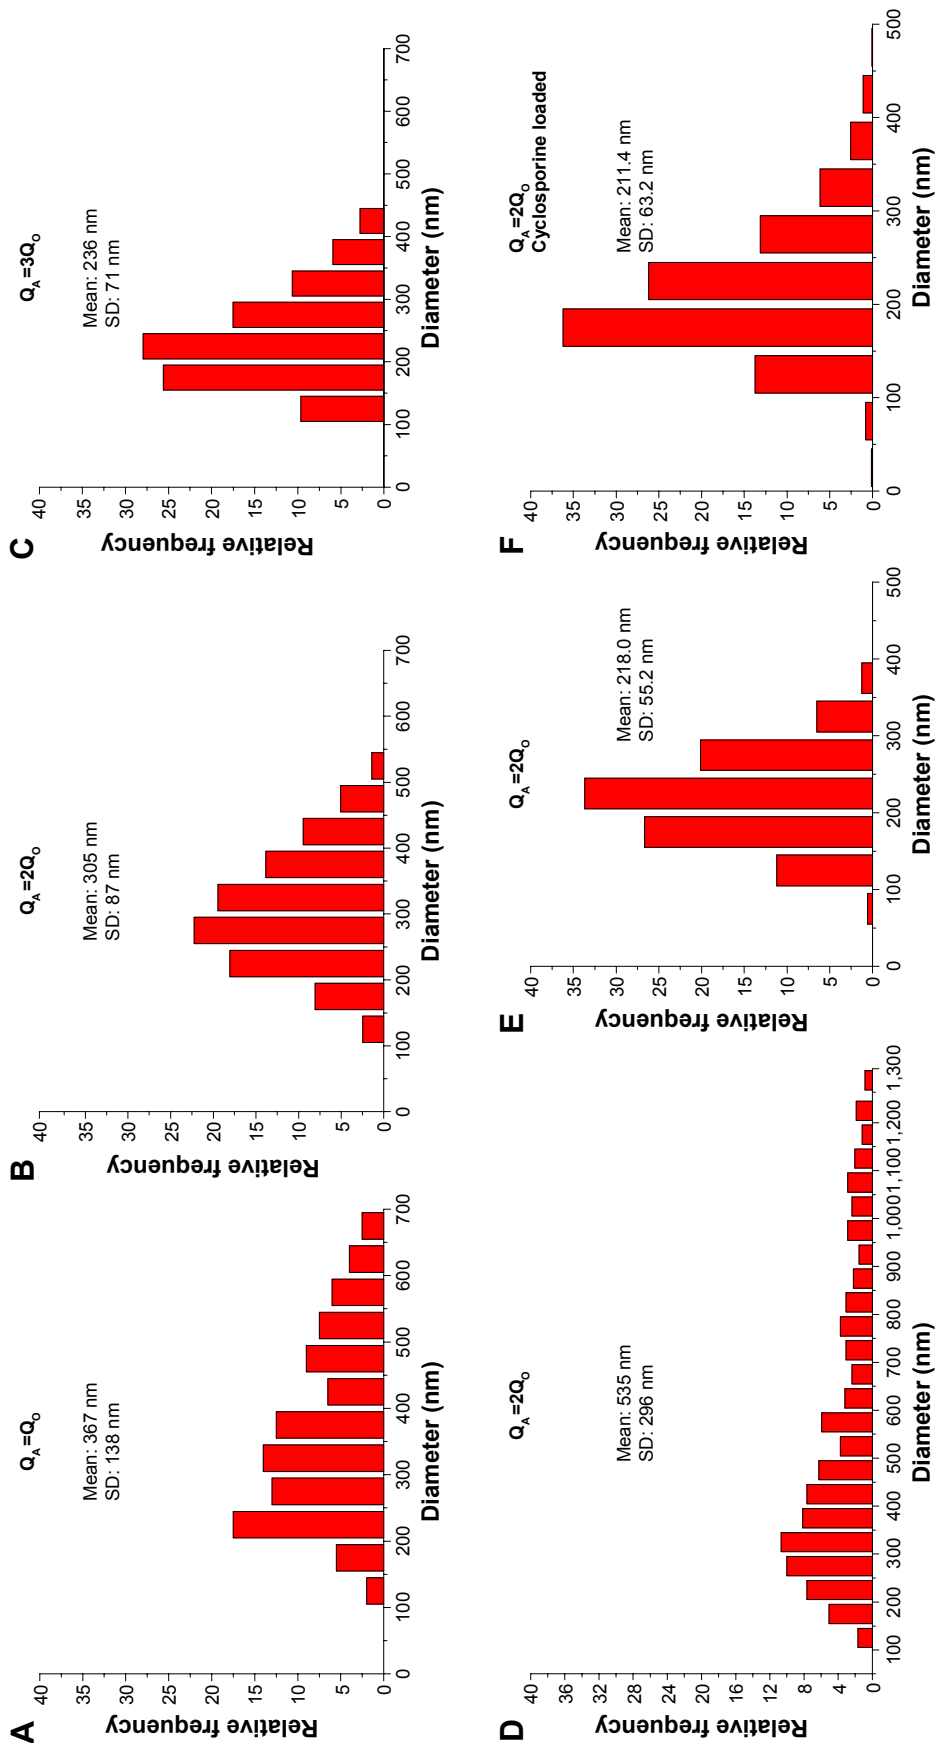 A
Q_A=Q_O
Mean: 367 nm
SD: 138 nm
Relative frequency
40
35
30
25
20
15
10
5
0
0 100 200 300 400 500 600 700
Diameter (nm)
B
Q_A=2Q_O
Mean: 305 nm
SD: 87 nm
Relative frequency
40
35
30
25
20
15
10
5
0
0 100 200 300 400 500 600 700
Diameter (nm)
C
Q_A=3Q_O
Mean: 236 nm
SD: 71 nm
Relative frequency
40
35
30
25
20
15
10
5
0
0 100 200 300 400 500 600 700
Diameter (nm)
D
Q_A=2Q_O
Mean: 535 nm
SD: 296 nm
Relative frequency
40
36
32
28
24
20
16
12
8
4
0
100 200 300 400 500 600 700 800 900 1,000 1,100 1,200 1,300
Diameter (nm)
E
Q_A=2Q_O
Mean: 218.0 nm
SD: 55.2 nm
Relative frequency
40
35
30
25
20
15
10
5
0
0 100 200 300 400 500
Diameter (nm)
F
Q_A=2Q_O
Cyclosporine loaded
Mean: 211.4 nm
SD: 63.2 nm
Relative frequency
40
35
30
25
20
15
10
5
0
0 100 200 300 400 500
Diameter (nm)